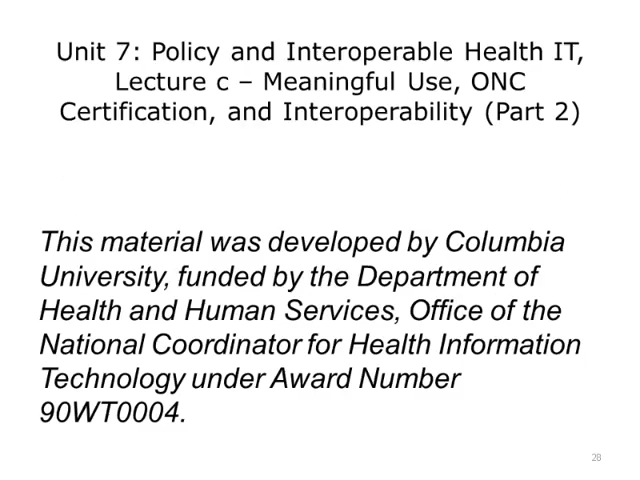 Unit 7: Policy and Interoperable Health IT,
Lecture c – Meaningful Use, ONC
Certification, and Interoperability (Part 2)
This material was developed by Columbia
University, funded by the Department of
Health and Human Services, Office of the
National Coordinator for Health Information
Technology under Award Number
90WT0004.
28